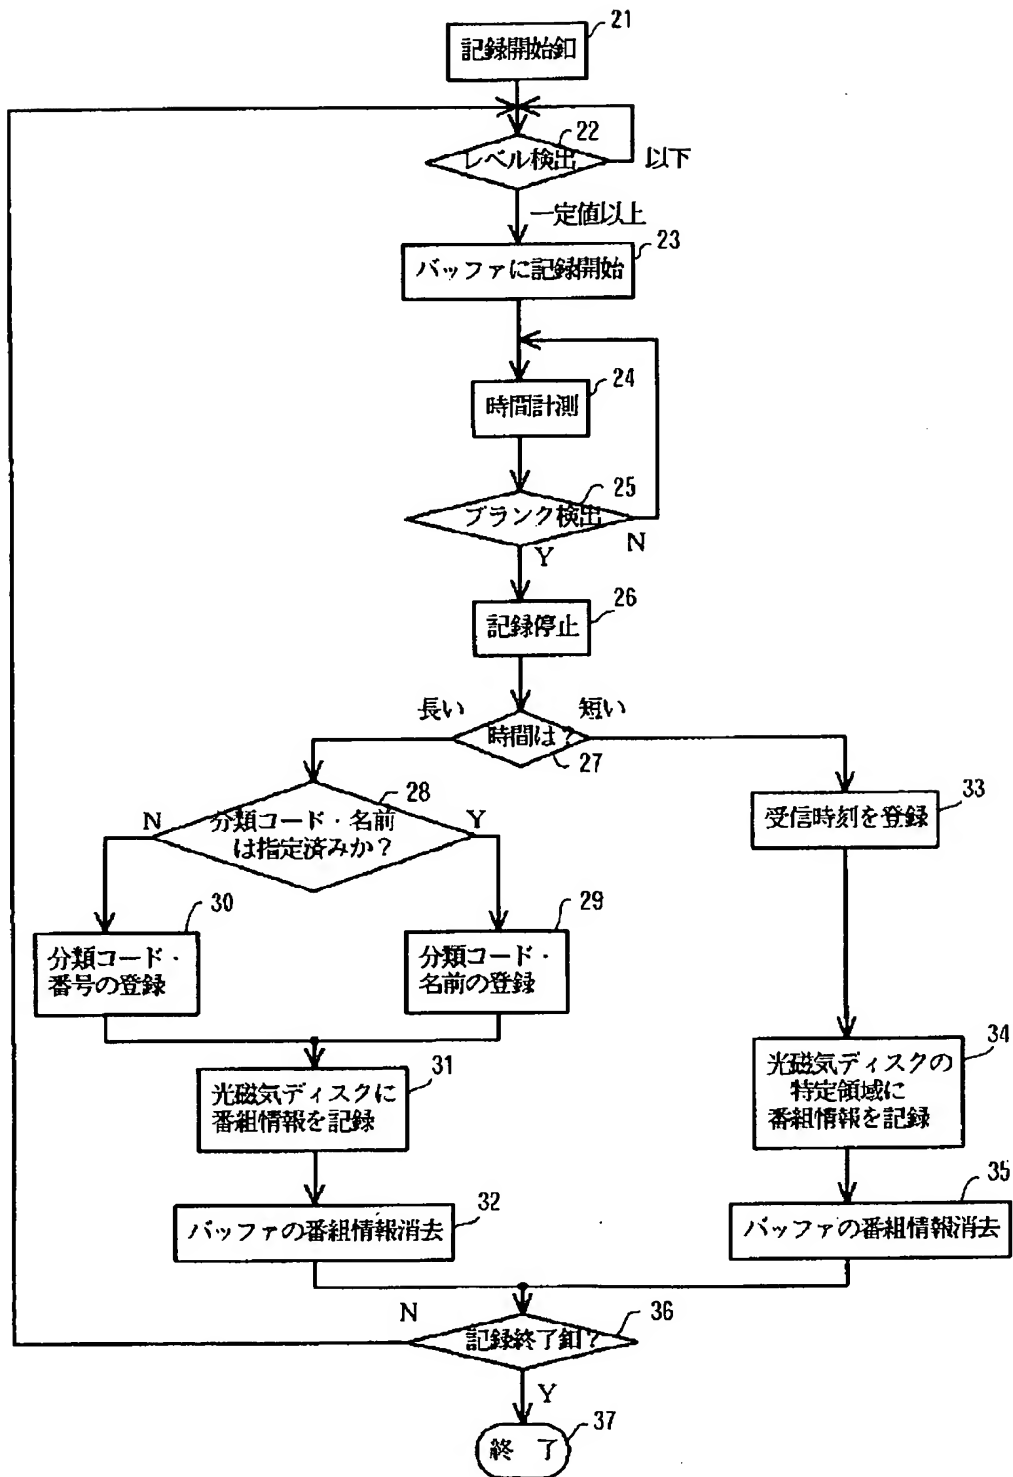 21
記録開始釦
22
レベル検出
以下
一定値以上
23
バッファに記録開始
24
時間計測
25
ブランク検出
N
Y
26
記録停止
長い
短い
時間は?
27
28
N
分類コード・名前
は指定済みか?
Y
33
受信時刻を登録
30
分類コード・
番号の登録
29
分類コード・
名前の登録
31
光磁気ディスクに
番組情報を記録
34
光磁気ディスクの
特定領域に
番組情報を記録
32
バッファの番組情報消去
35
バッファの番組情報消去
N
36
記録終了釦?
Y
37
終 了